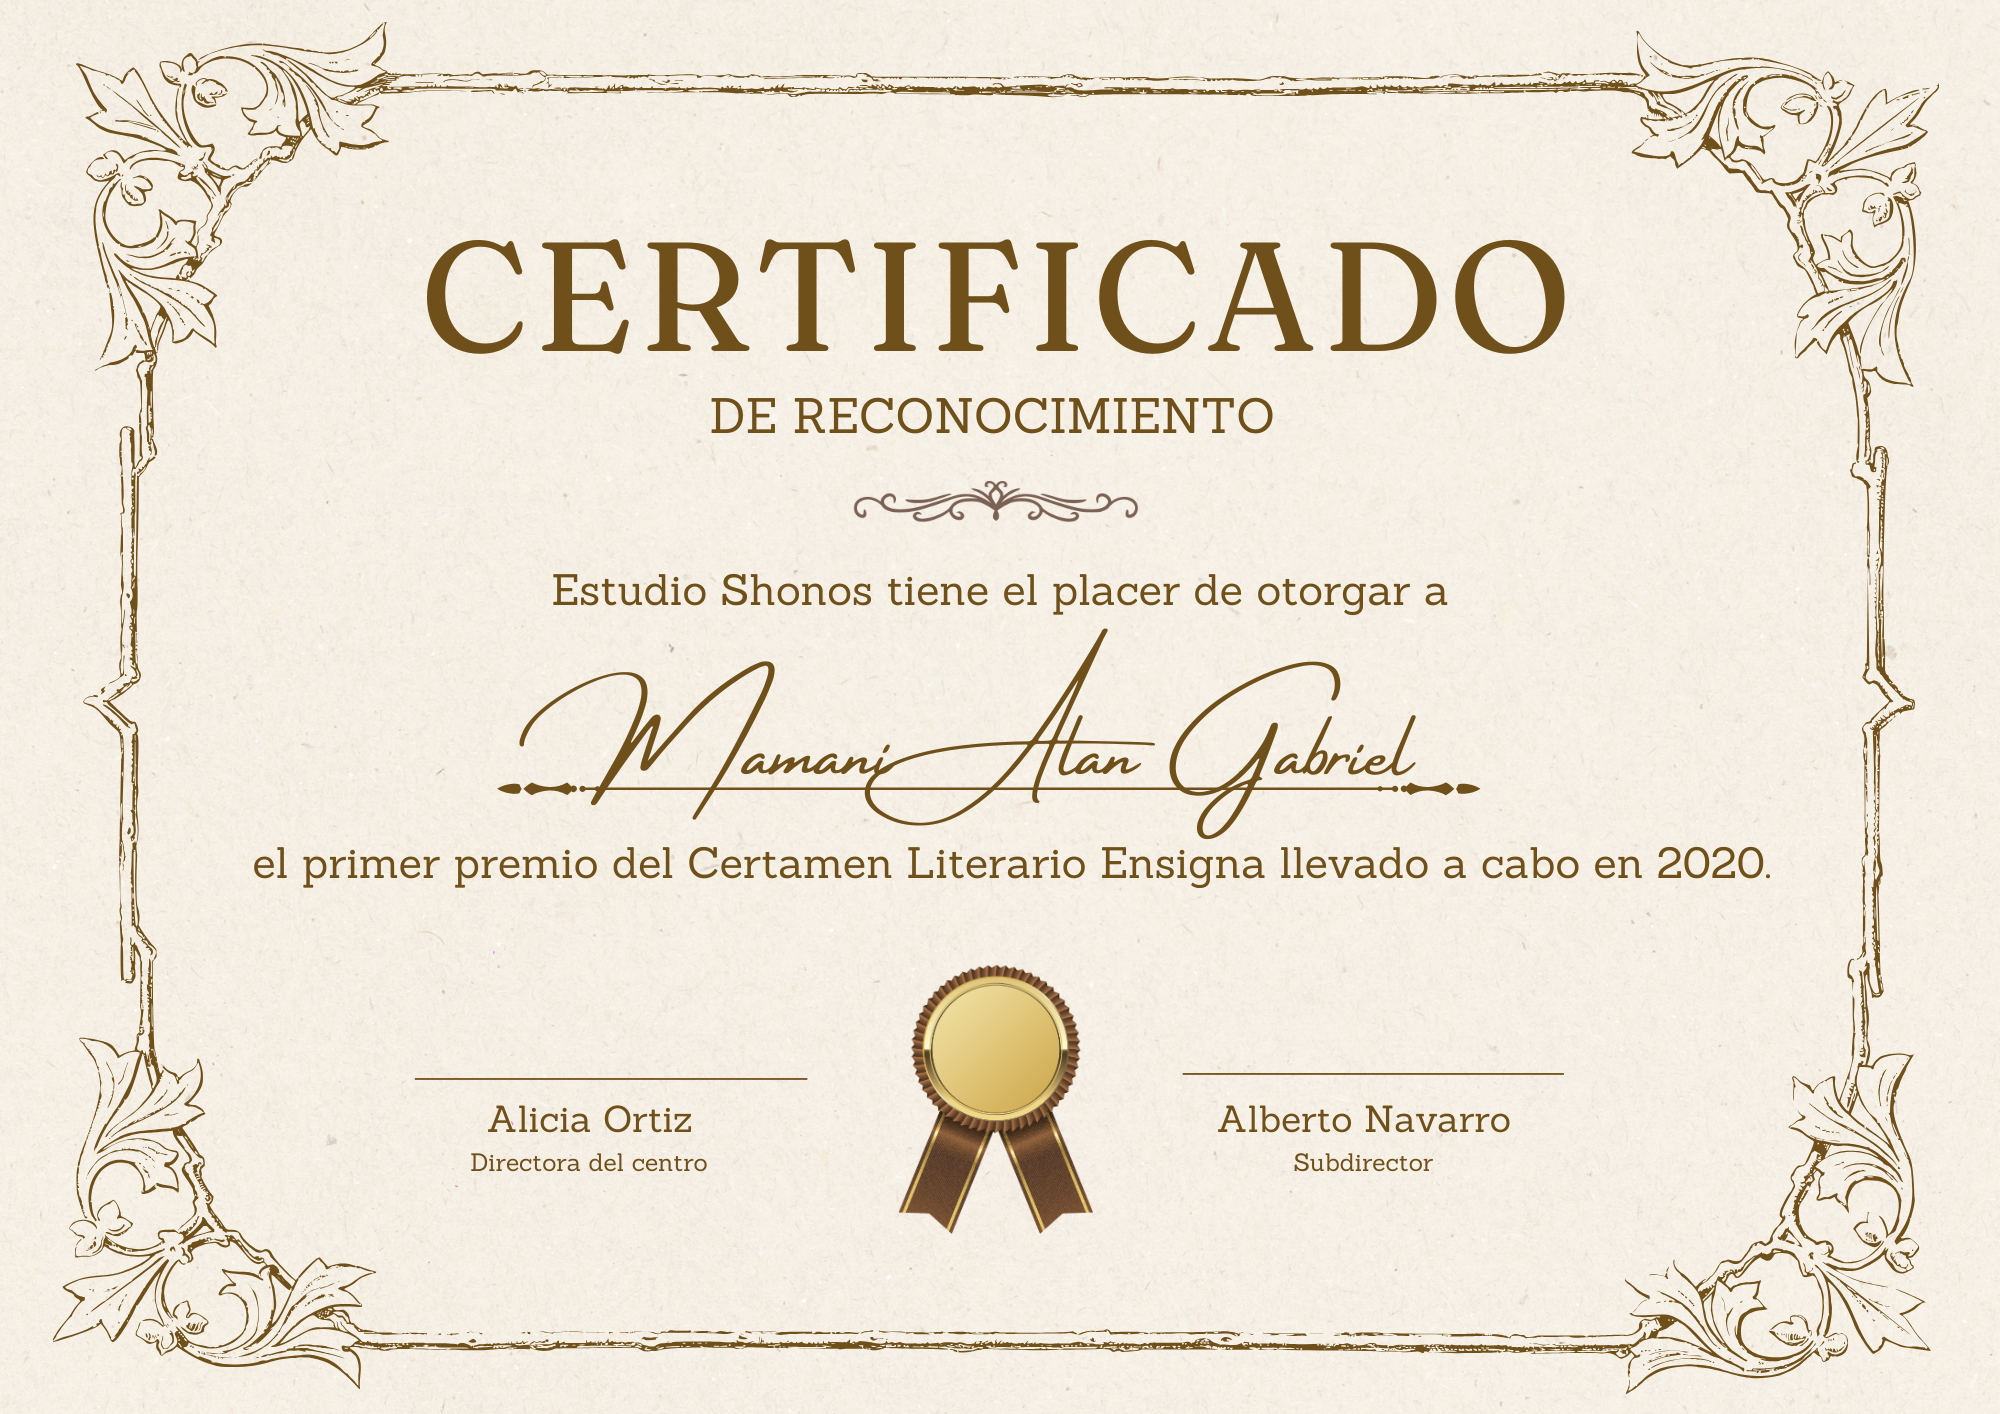 CERTIFICADO
DE RECONOCIMIENTO
Estudio Shonos tiene el placer de otorgar a
Mamani Alan Gabriel
el primer premio del Certamen Literario Ensigna llevado a cabo en 2020.
Alicia Ortiz
Directora del centro
Alberto Navarro
Subdirector